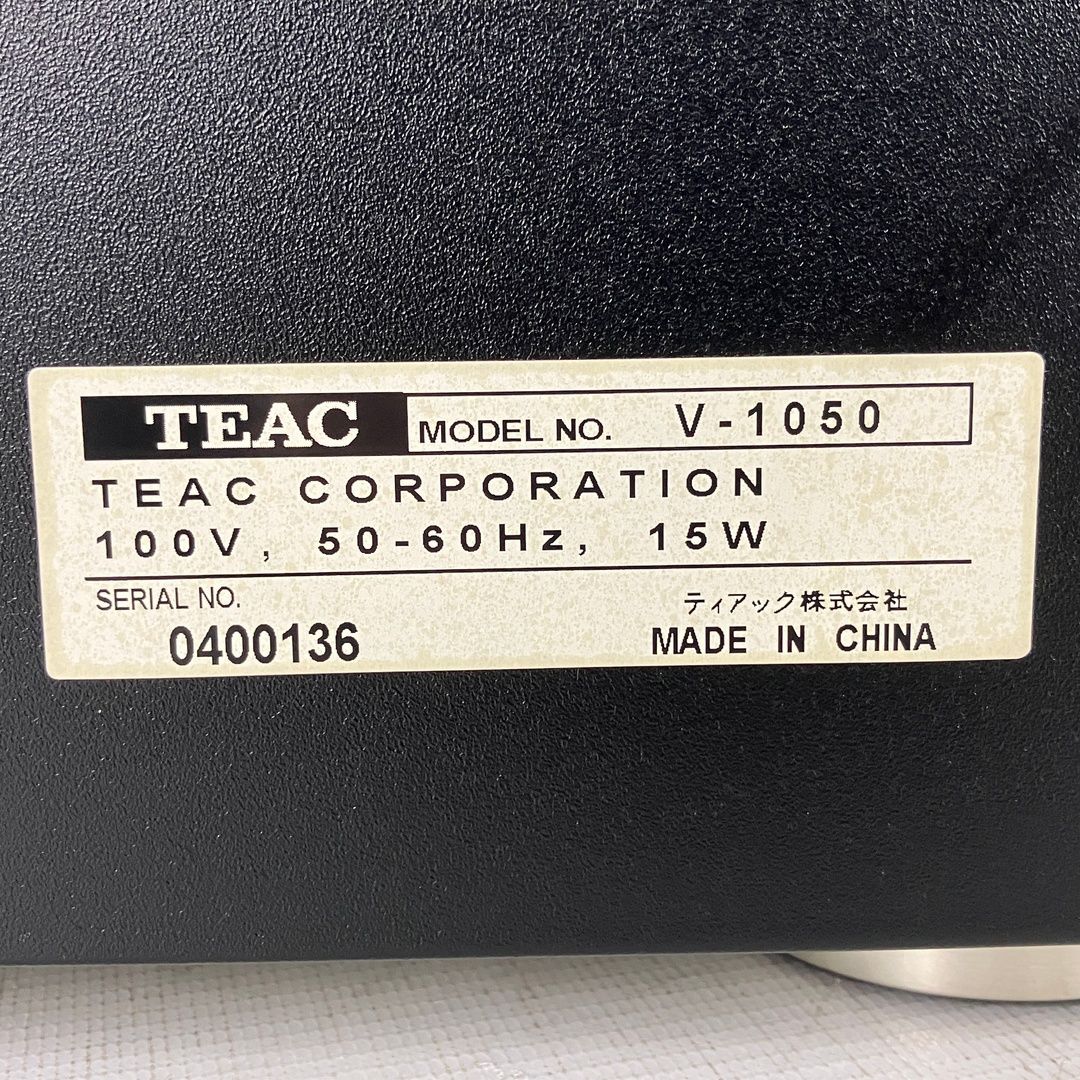 TEAC MODEL NO. V-1050
TEAC CORPORATION
100V, 50-60Hz, 15W
SERIAL NO.
0400136
ティアック株式会社
MADE IN CHINA